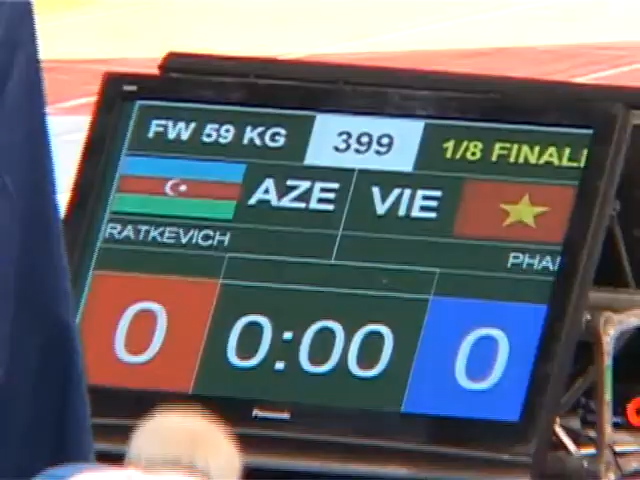 FW 59 KG 399 1/8 FINAL
AZE VIE
RATKEVICH PHA
0 0:00 0
Panasonic